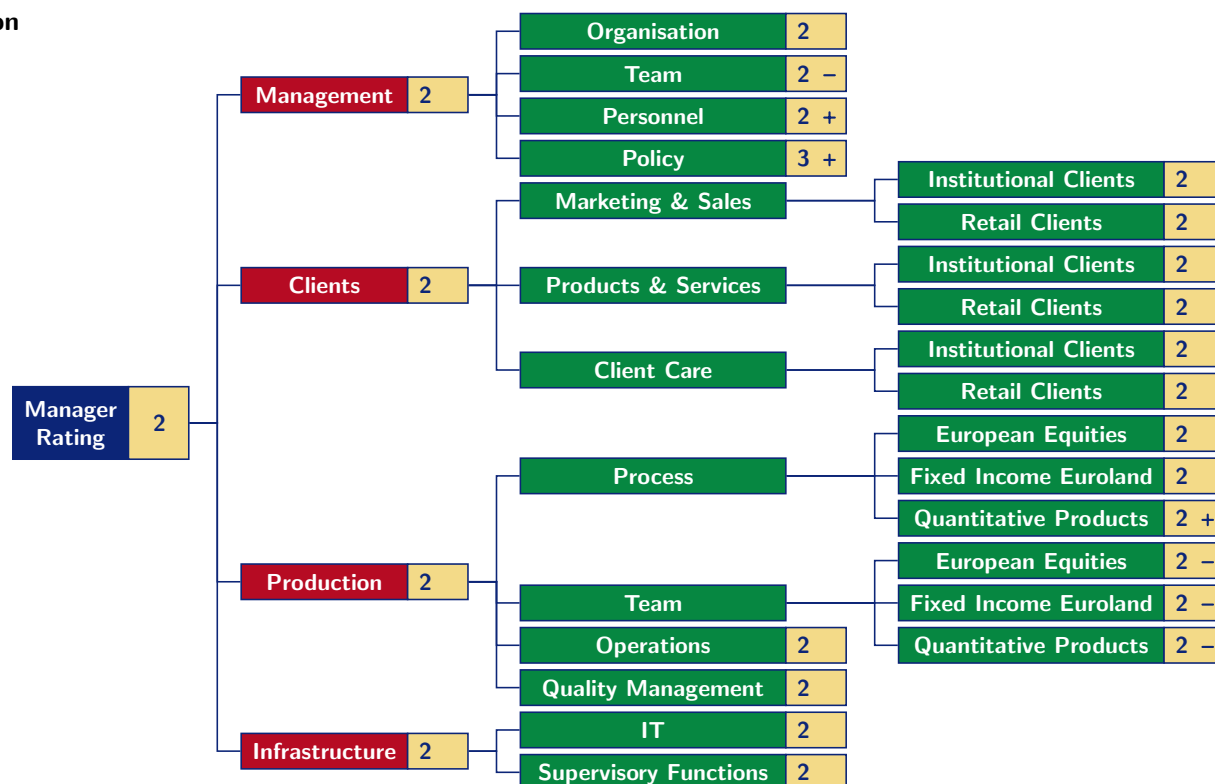 on
Organisation 2
Team 2 –
Management 2
Personnel 2 +
Policy 3 +
Institutional Clients 2
Marketing & Sales
Retail Clients 2
Institutional Clients 2
Clients 2
Products & Services
Retail Clients 2
Institutional Clients 2
Client Care
Retail Clients 2
Manager
Rating
2
European Equities 2
Process
Fixed Income Euroland 2
Quantitative Products 2 +
European Equities 2 –
Production 2
Team
Fixed Income Euroland 2 –
Operations 2
Quantitative Products 2 –
Quality Management 2
IT 2
Infrastructure 2
Supervisory Functions 2